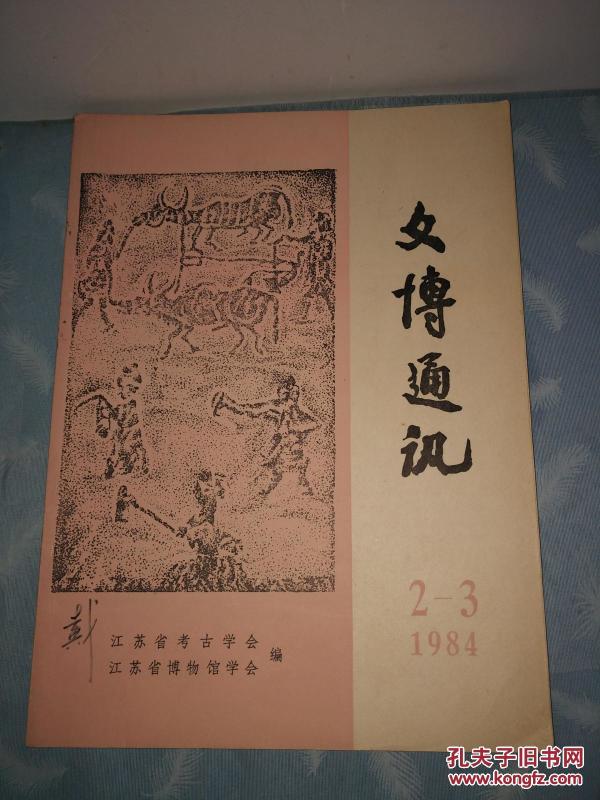 文博通讯
2-3
1984
戴
江苏省考古学会
江苏省博物馆学会
编
孔夫子旧书网
www.kongfz.com